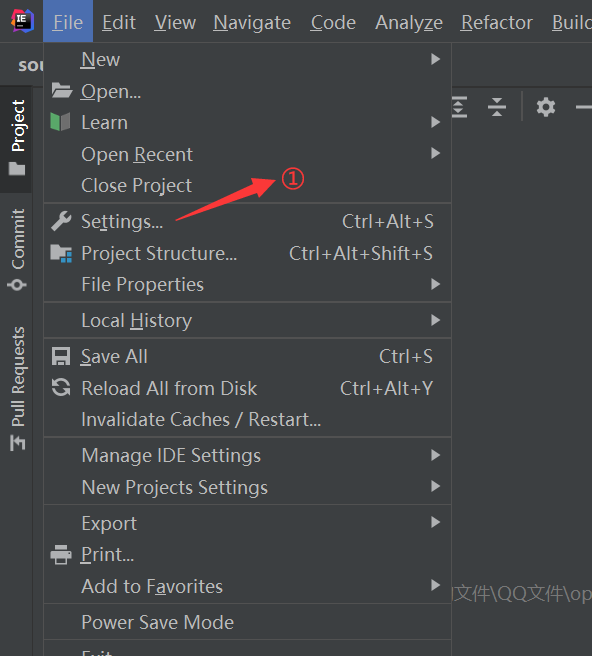 IE
File Edit View Navigate Code Analyze Refactor Build
sou
New
Open...
Learn
Open Recent
Close Project
①
Settings... Ctrl+Alt+S
Project Structure... Ctrl+Alt+Shift+S
File Properties
Local History
Save All Ctrl+S
Reload All from Disk Ctrl+Alt+Y
Invalidate Caches / Restart...
Manage IDE Settings
New Projects Settings
Export
Print...
Add to Favorites
Power Save Mode
Exit
Project
Commit
Pull Requests
文件\QQ文件\op